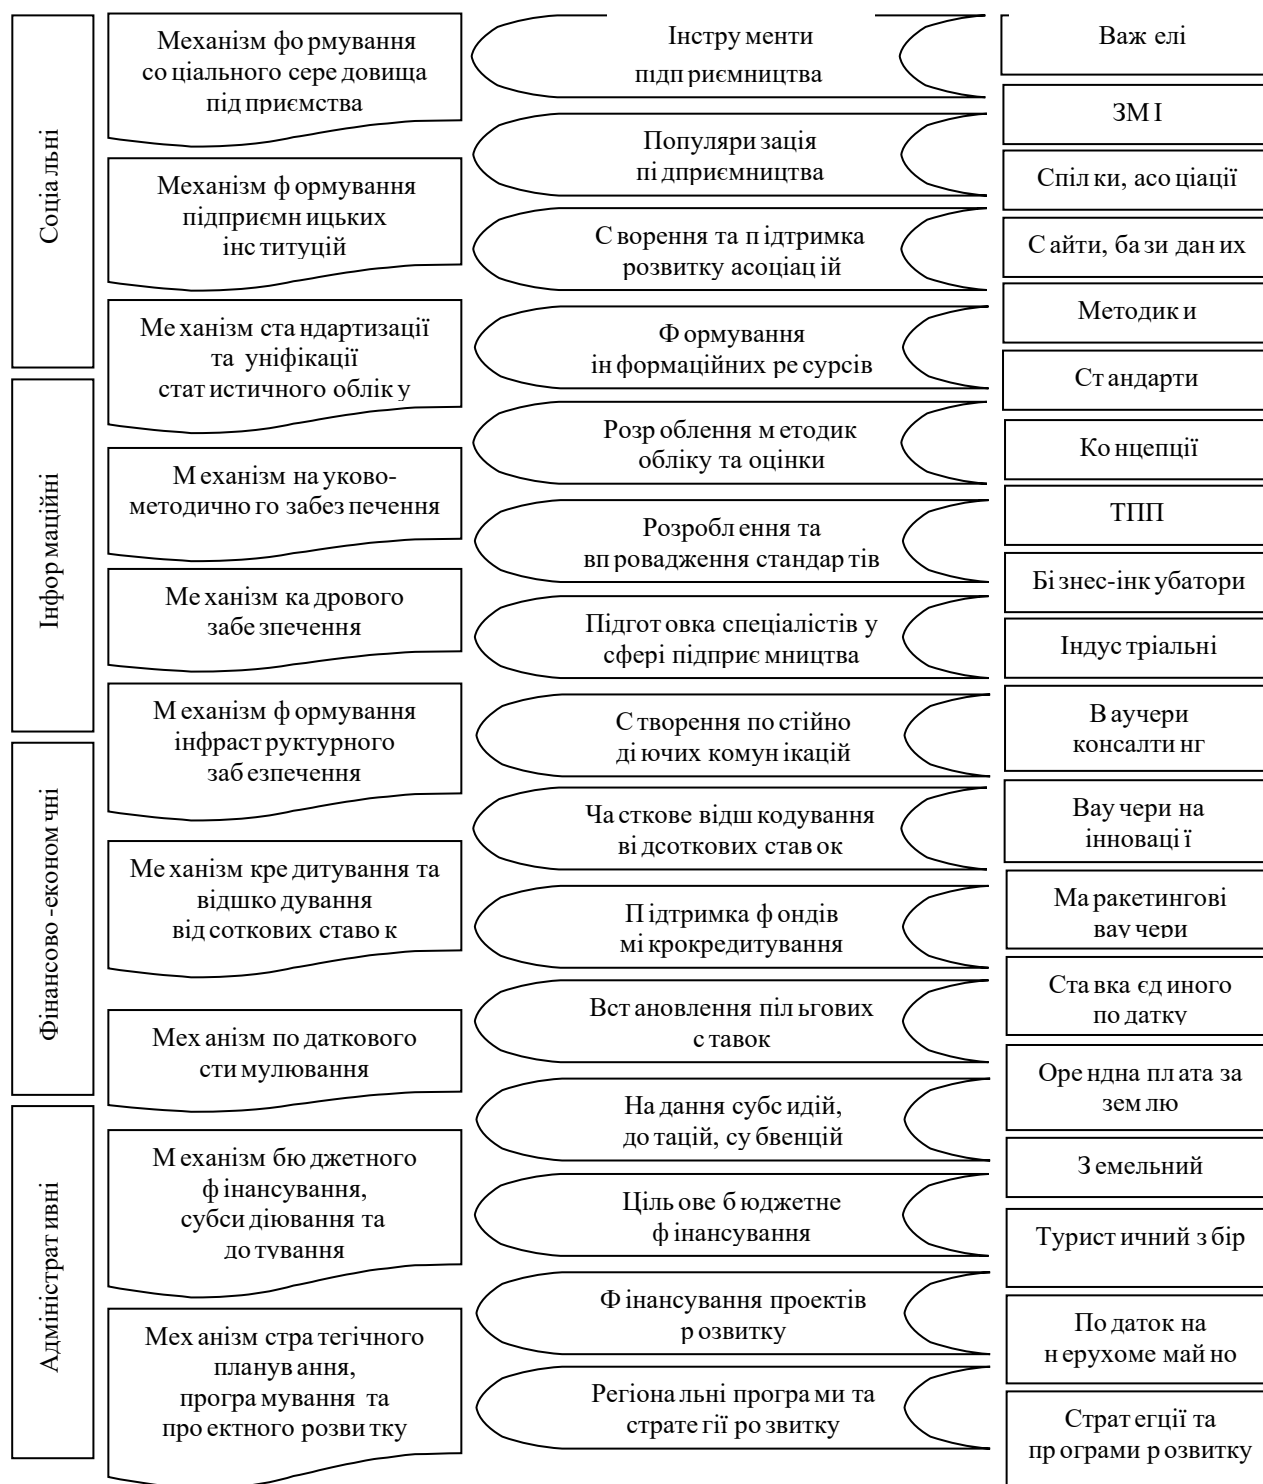 Соціальні
Інформаційні
Фінансово-економчні
Адміністративні
Механізм формування
соціального середовища
підприємства
Механізм формування
підприємницьких
інституцій
Механізм стандартизації
та уніфікації
статистичного обліку
Механізм науково-
методичного забезпечення
Механізм кадрового
забезпечення
Механізм формування
інфраструктурного
забезпечення
Механізм кредитування та
відшкодування
відсоткових ставок
Механізм податкового
стимулювання
Механізм бюджетного
фінансування,
субсидіювання та
дотування
Механізм стратегічного
планування,
програмування та
проектного розвитку
Інструменти
підприємництва
Популяризація
підприємництва
Сворення та підтримка
розвитку асоціацій
Формування
інформаційних ресурсів
Розроблення методик
обліку та оцінки
Розроблення та
впровадження стандартів
Підготовка спеціалістів у
сфері підприємництва
Створення постійно
діючих комунікацій
Часткове відшкодування
відсоткових ставок
Підтримка фондів
мікрокредитування
Встановлення пільгових
ставок
Надання субсидій,
дотацій, субвенцій
Цільове бюджетне
фінансування
Фінансування проектів
розвитку
Регіональні програми та
стратегії розвитку
Важелі
ЗМІ
Спілки, асоціації
Сайти, бази даних
Методики
Стандарти
Концепції
ТПП
Бізнес-інкубатори
Індустріальні
Ваучери
консалтинг
Ваучери на
інновації
Маракетингові
ваучери
Ставка єдиного
податку
Орендна плата за
землю
Земельний
Туристичний збір
Податок на
нерухоме майно
Стратегції та
програми розвитку